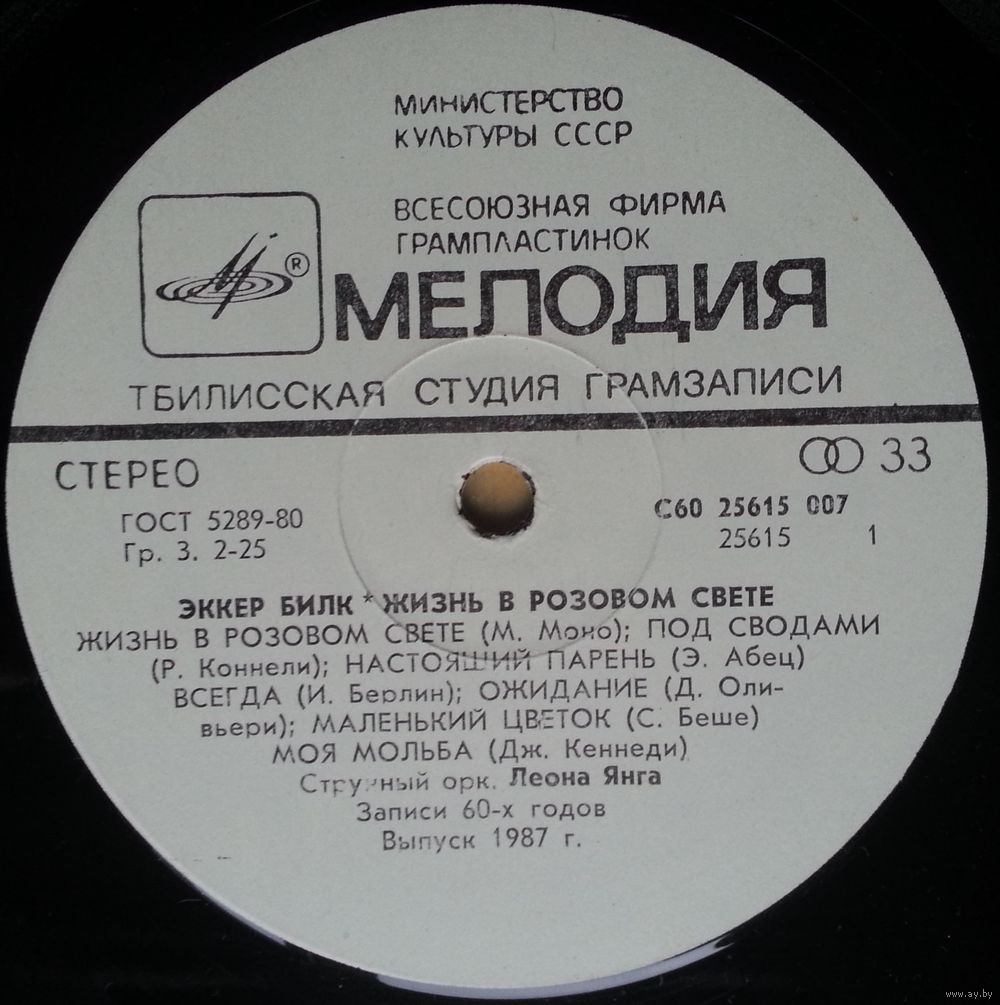 МИНИСТЕРСТВО
КУЛЬТУРЫ СССР
ВСЕСОЮЗНАЯ ФИРМА
ГРАМПЛАСТИНОК
®
МЕЛОДИЯ
ТБИЛИССКАЯ СТУДИЯ ГРАМЗАПИСИ
СТЕРЕО
33
ГОСТ 5289-80
Гр. 3. 2-25
С60 25615 007
25615 1
ЭККЕР БИЛК * ЖИЗНЬ В РОЗОВОМ СВЕТЕ
ЖИЗНЬ В РОЗОВОМ СВЕТЕ (М. Моно); ПОД СВОДАМИ
(Р. Коннели); НАСТОЯЩИЙ ПАРЕНЬ (Э. Абец)
ВСЕГДА (И. Берлин); ОЖИДАНИЕ (Д. Оли-
вьери); МАЛЕНЬКИЙ ЦВЕТОК (С. Беше)
МОЯ МОЛЬБА (Дж. Кеннеди)
Струнный орк. Леона Янга
Записи 60-х годов
Выпуск 1987 г.
www.ay.by